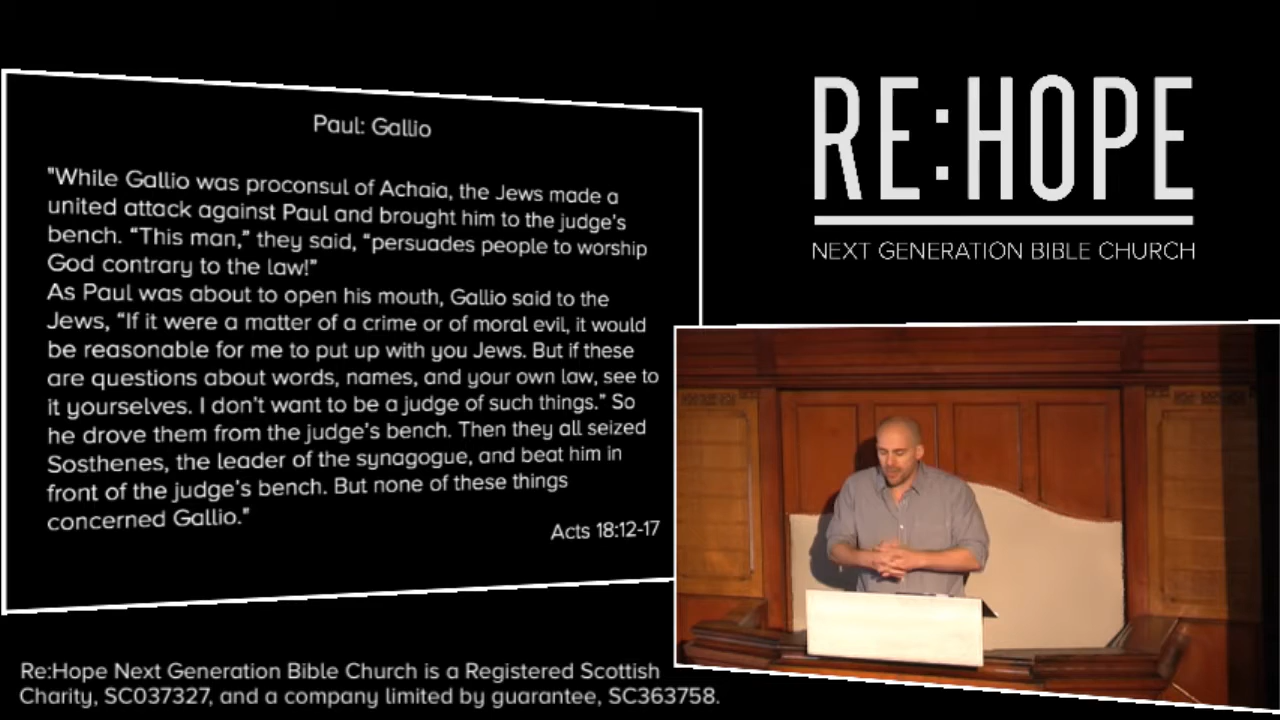 Paul: Gallio
"While Gallio was proconsul of Achaia, the Jews made a
united attack against Paul and brought him to the judge’s
bench. “This man,” they said, “persuades people to worship
God contrary to the law!”
As Paul was about to open his mouth, Gallio said to the
Jews, “If it were a matter of a crime or of moral evil, it would
be reasonable for me to put up with you Jews. But if these
are questions about words, names, and your own law, see to
it yourselves. I don’t want to be a judge of such things.” So
he drove them from the judge’s bench. Then they all seized
Sosthenes, the leader of the synagogue, and beat him in
front of the judge’s bench. But none of these things
concerned Gallio."
Acts 18:12-17
RE:HOPE
NEXT GENERATION BIBLE CHURCH
Re:Hope Next Generation Bible Church is a Registered Scottish
Charity, SC037327, and a company limited by guarantee, SC363758.